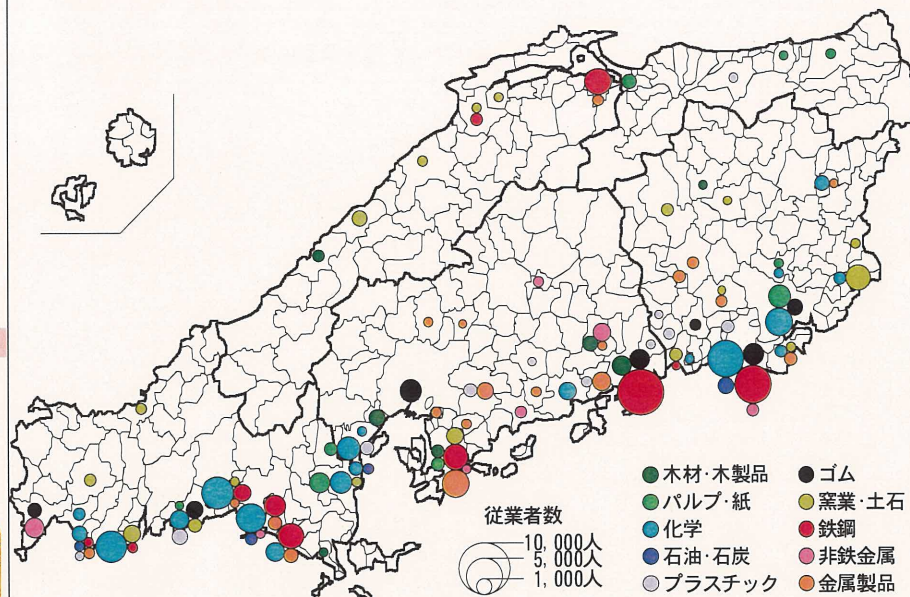 従業者数
10,000人
5,000人
1,000人
木材・木製品
パルプ・紙
化学
石油・石炭
プラスチック
ゴム
窯業・土石
鉄鋼
非鉄金属
金属製品